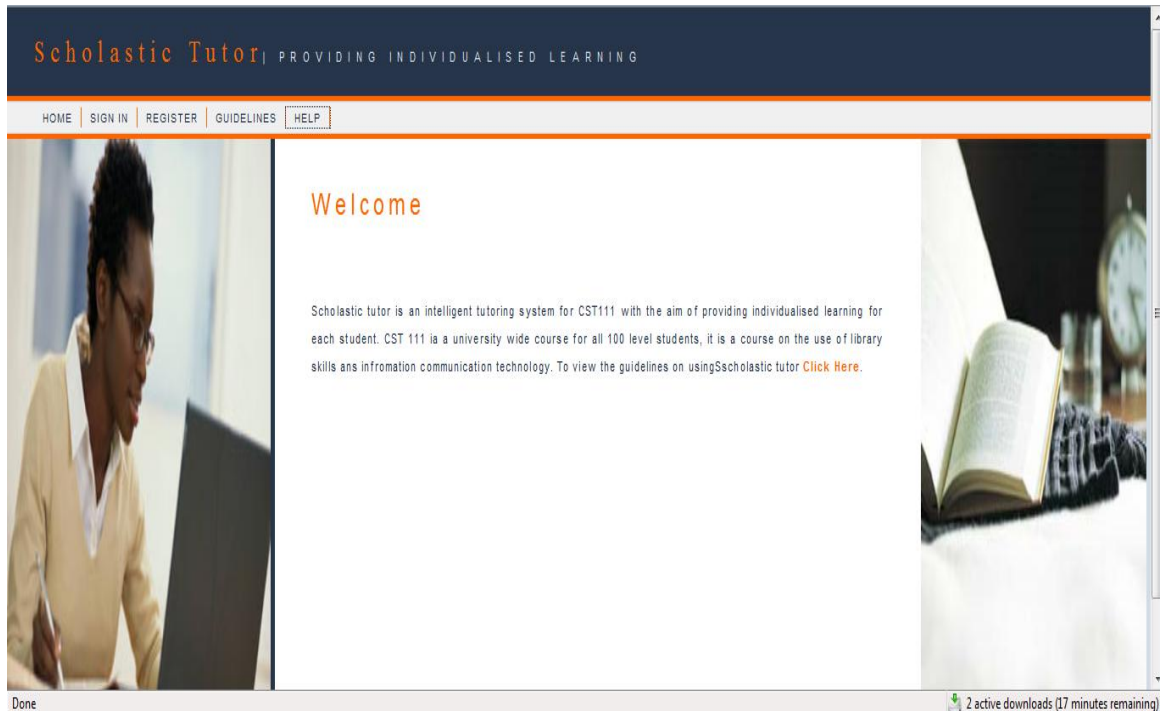 Scholastic Tutor| PROVIDING INDIVIDUALISED LEARNING
HOME SIGN IN REGISTER GUIDELINES HELP
Welcome
Scholastic tutor is an intelligent tutoring system for CST111 with the aim of providing individualised learning for
each student. CST 111 ia a university wide course for all 100 level students, it is a course on the use of library
skills ans infromation communication technology. To view the guidelines on usingSscholastic tutor Click Here.
Done 2 active downloads (17 minutes remaining)